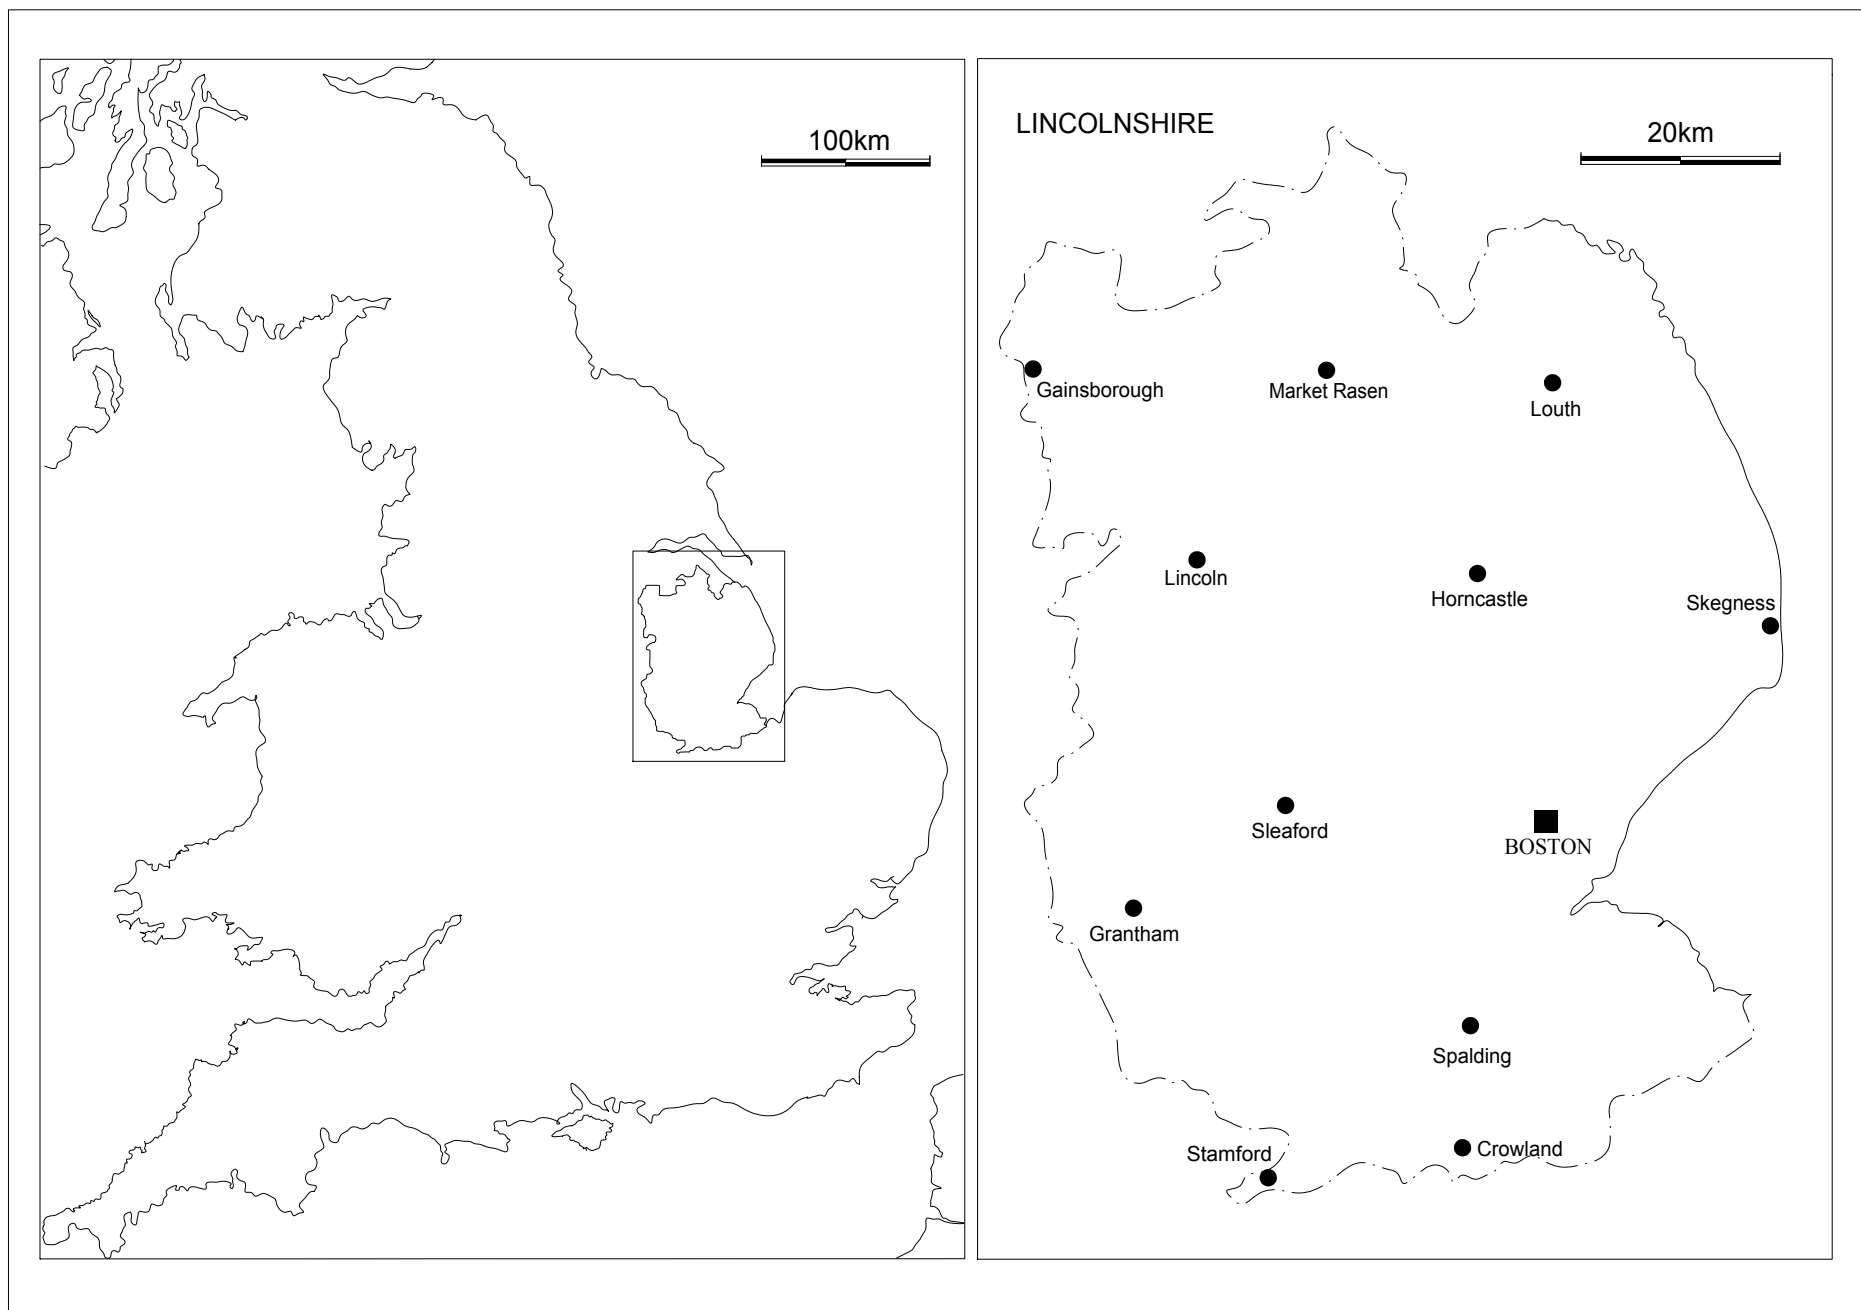 100km
LINCOLNSHIRE
20km
Gainsborough
Market Rasen
Louth
Lincoln
Horncastle
Skegness
Sleaford
BOSTON
Grantham
Spalding
Stamford
Crowland